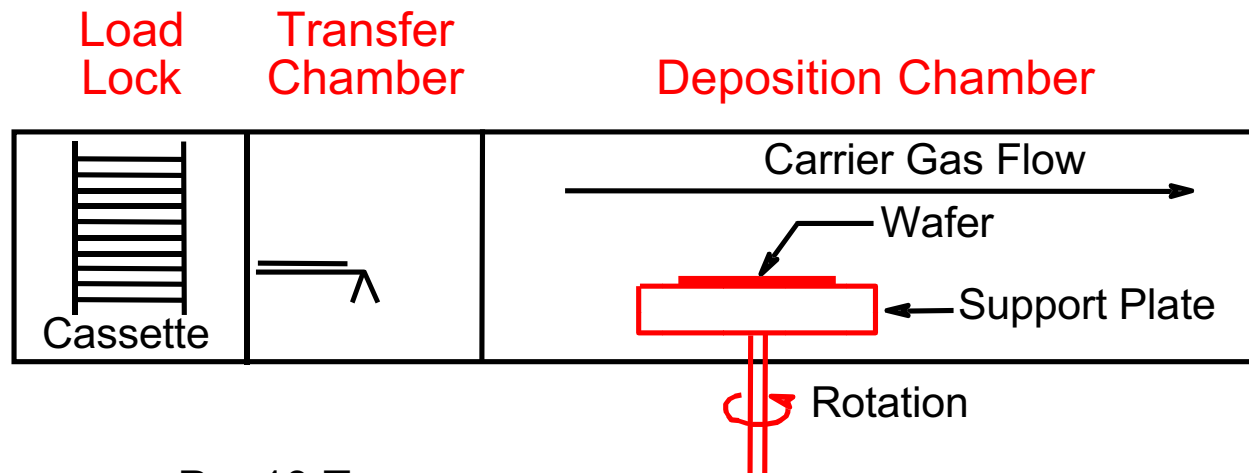 Load
Lock
Transfer
Chamber
Deposition Chamber
Carrier Gas Flow
Wafer
Support Plate
Cassette
Rotation